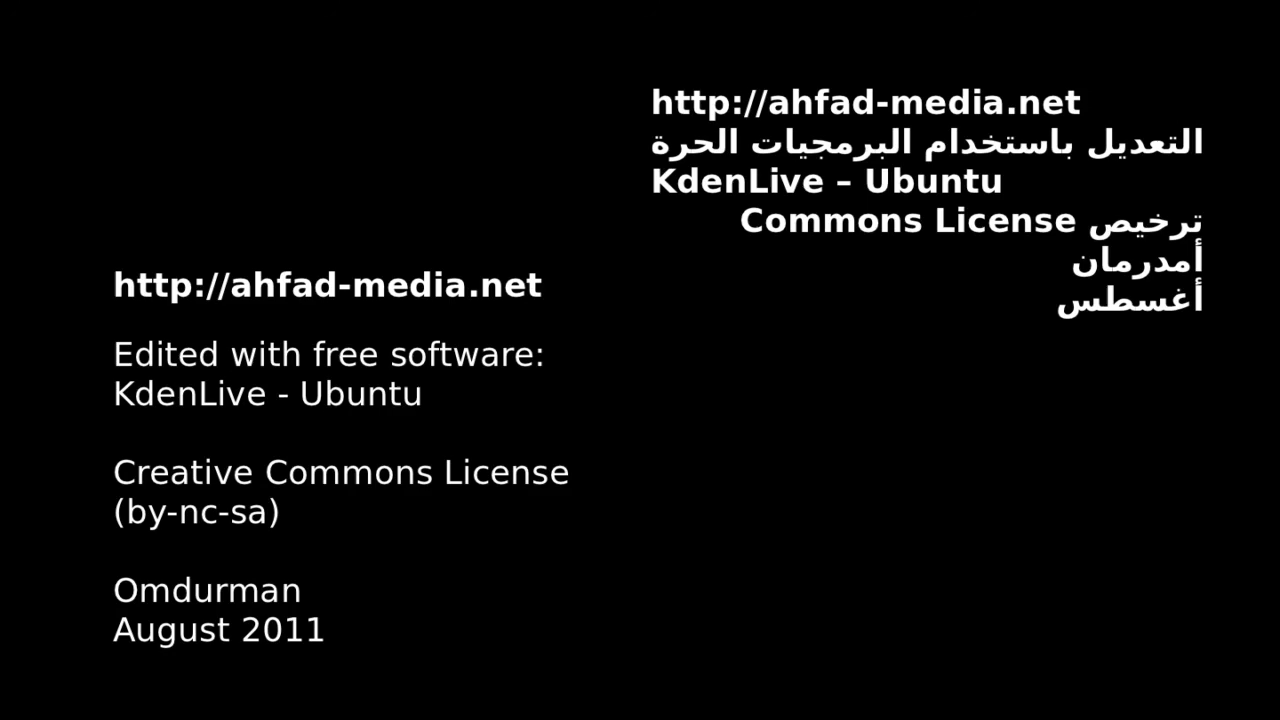 http://ahfad-media.net
التعديل باستخدام البرمجيات الحرة
KdenLive – Ubuntu
ترخيص Commons License
أمدرمان
أغسطس
http://ahfad-media.net
Edited with free software:
KdenLive - Ubuntu
Creative Commons License
(by-nc-sa)
Omdurman
August 2011